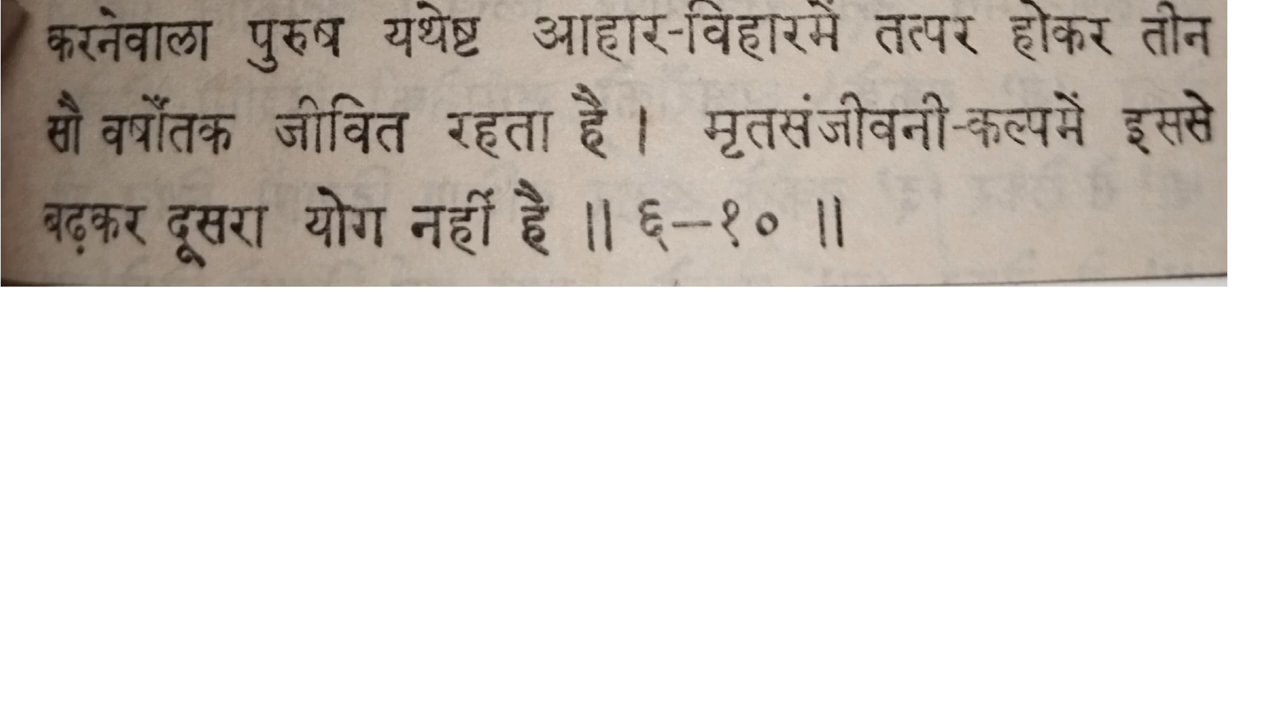 करनेवाला पुरुष यथेष्ट आहार-विहारमें तत्पर होकर तीन
सौ वर्षोंतक जीवित रहता है । मृतसंजीवनी-कल्पमें इससे
बढ़कर दूसरा योग नहीं है ॥ ६—१० ॥